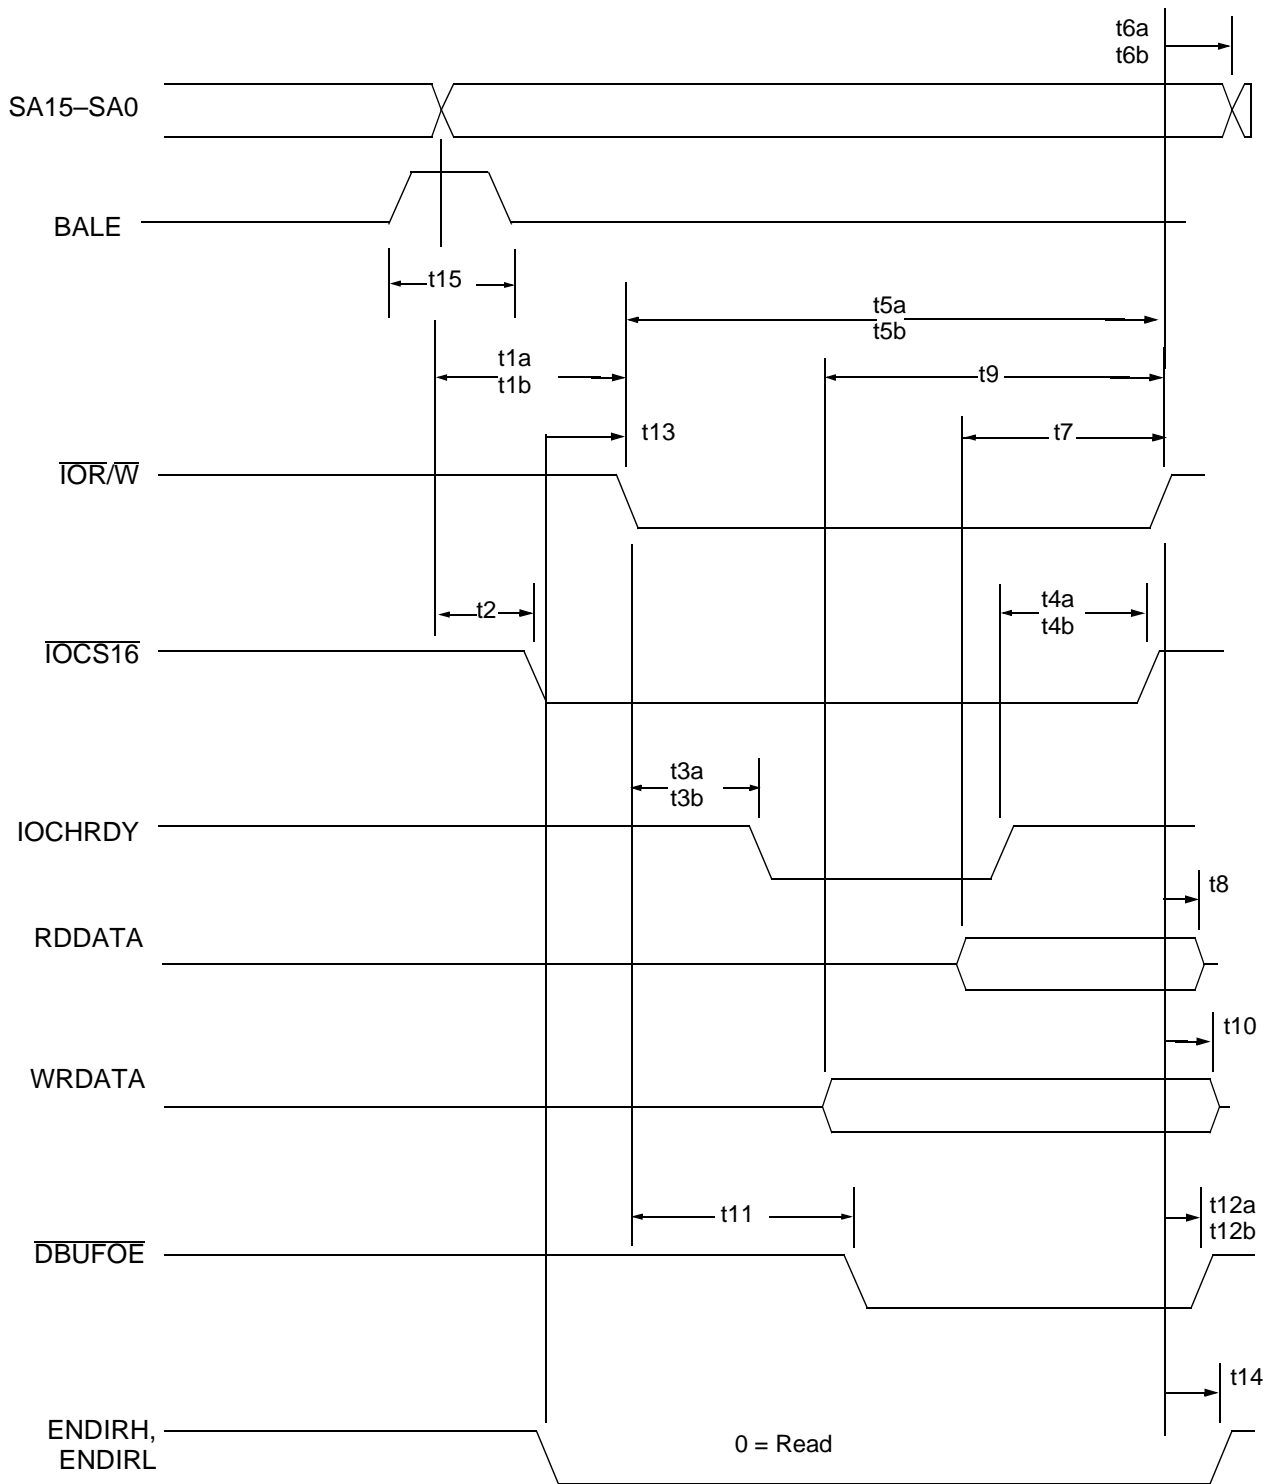 t6a
t6b
SA15–SA0
BALE
t15
t5a
t5b
t1a
t1b
t9
t13
t7
IOR/W
t2
t4a
t4b
IOCS16
t3a
t3b
IOCHRDY
t8
RDDATA
t10
WRDATA
t11
t12a
t12b
DBUFOE
t14
ENDIRH,
ENDIRL
0 = Read